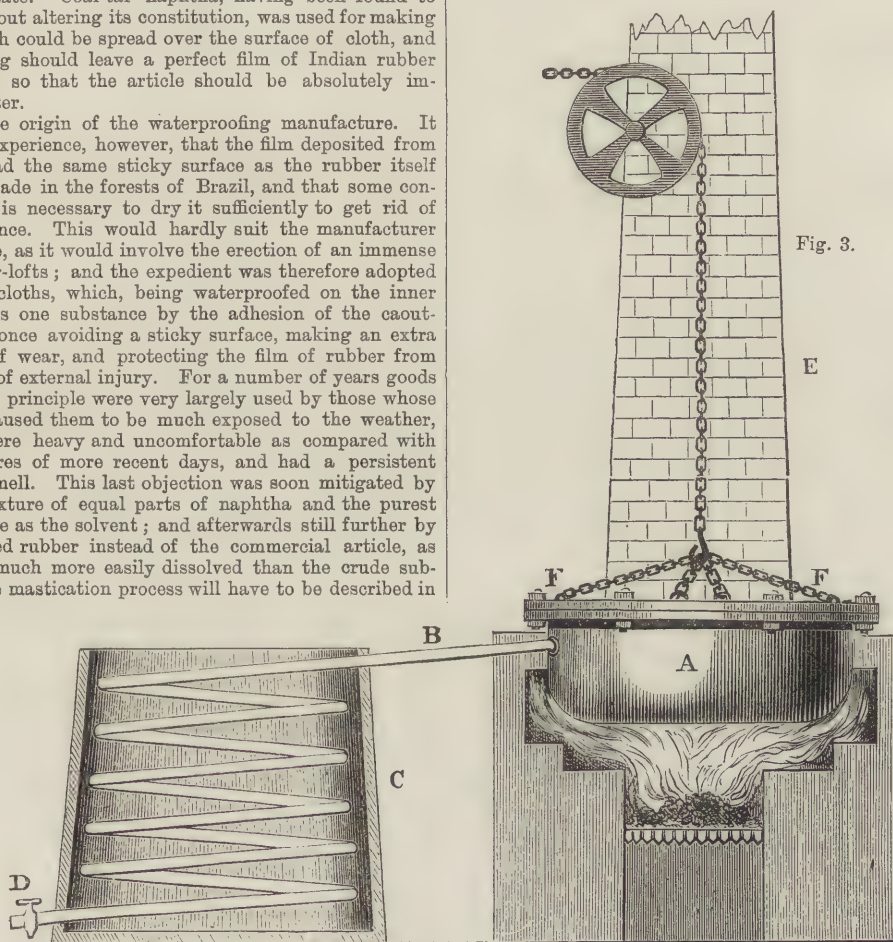 out altering its constitution, was used for making
h could be spread over the surface of cloth, and
g should leave a perfect film of Indian rubber
so that the article should be absolutely im-
er.
e origin of the waterproofing manufacture. It
xperience, however, that the film deposited from
ad the same sticky surface as the rubber itself
ade in the forests of Brazil, and that some con-
is necessary to dry it sufficiently to get rid of
nce. This would hardly suit the manufacturer
, as it would involve the erection of an immense
-lofts; and the expedient was therefore adopted
cloths, which, being waterproofed on the inner
s one substance by the adhesion of the caout-
once avoiding a sticky surface, making an extra
f wear, and protecting the film of rubber from
of external injury. For a number of years goods
principle were very largely used by those whose
aused them to be much exposed to the weather,
ere heavy and uncomfortable as compared with
res of more recent days, and had a persistent
mell. This last objection was soon mitigated by
xture of equal parts of naphtha and the purest
e as the solvent; and afterwards still further by
ed rubber instead of the commercial article, as
much more easily dissolved than the crude sub-
mastication process will have to be described in
Fig. 3.
E
F F
B
A
C
D